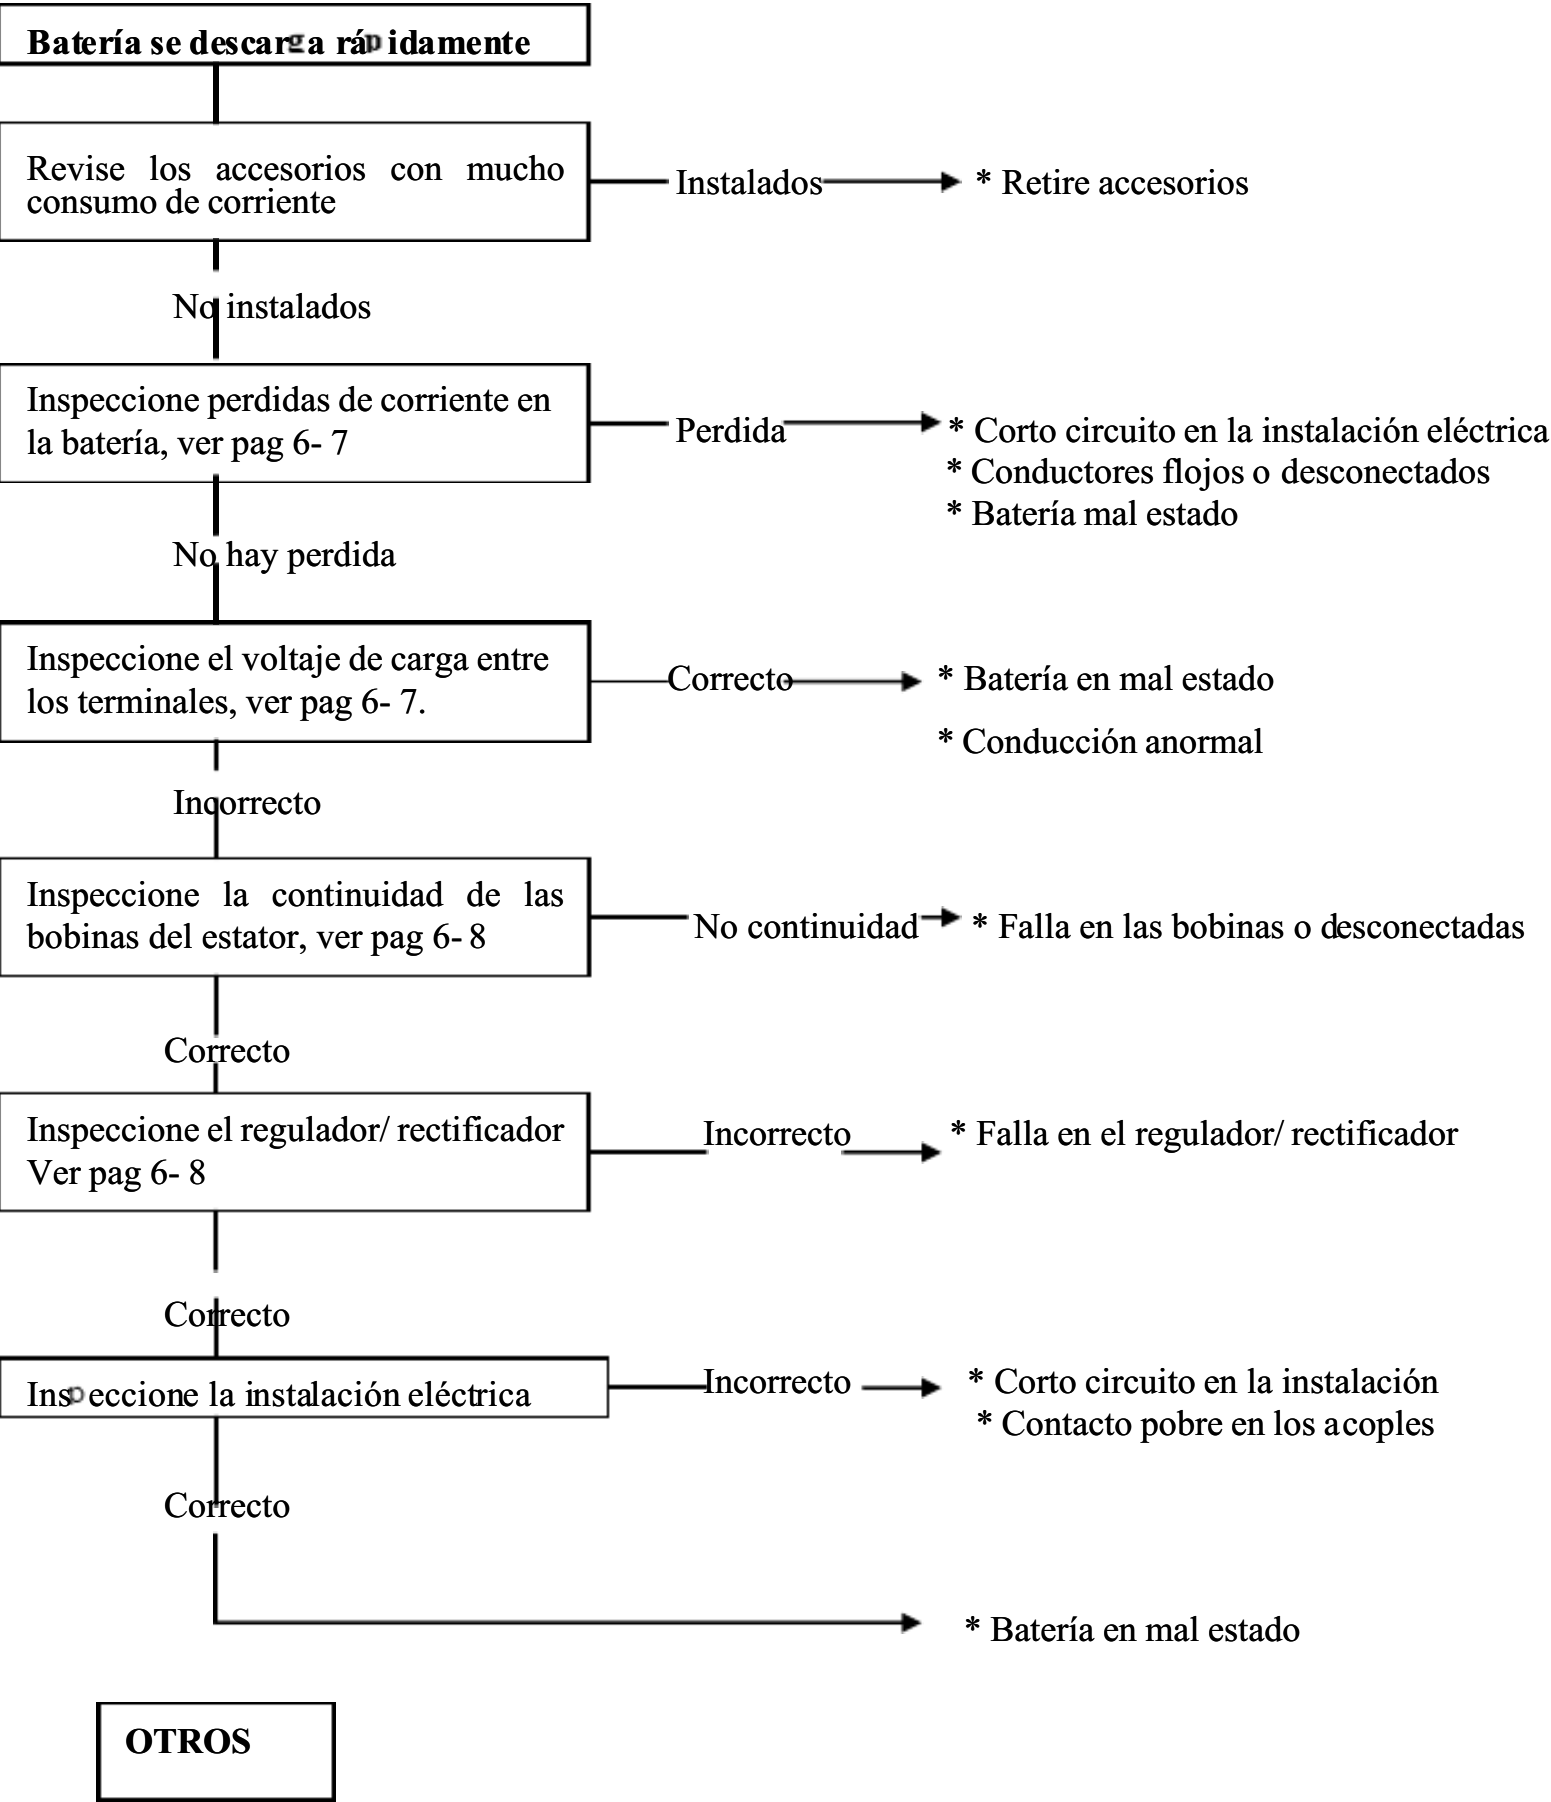 Batería se descarga rápidamente
Revise los accesorios con mucho
consumo de corriente
Instalados
* Retire accesorios
No instalados
Inspeccione perdidas de corriente en
la batería, ver pag 6- 7
Perdida
* Corto circuito en la instalación eléctrica
* Conductores flojos o desconectados
* Batería mal estado
No hay perdida
Inspeccione el voltaje de carga entre
los terminales, ver pag 6- 7.
Correcto
* Batería en mal estado
* Conducción anormal
Incorrecto
Inspeccione la continuidad de las
bobinas del estator, ver pag 6- 8
No continuidad
* Falla en las bobinas o desconectadas
Correcto
Inspeccione el regulador/ rectificador
Ver pag 6- 8
Incorrecto
* Falla en el regulador/ rectificador
Correcto
Inspeccione la instalación eléctrica
Incorrecto
* Corto circuito en la instalación
* Contacto pobre en los acoples
Correcto
* Batería en mal estado
OTROS